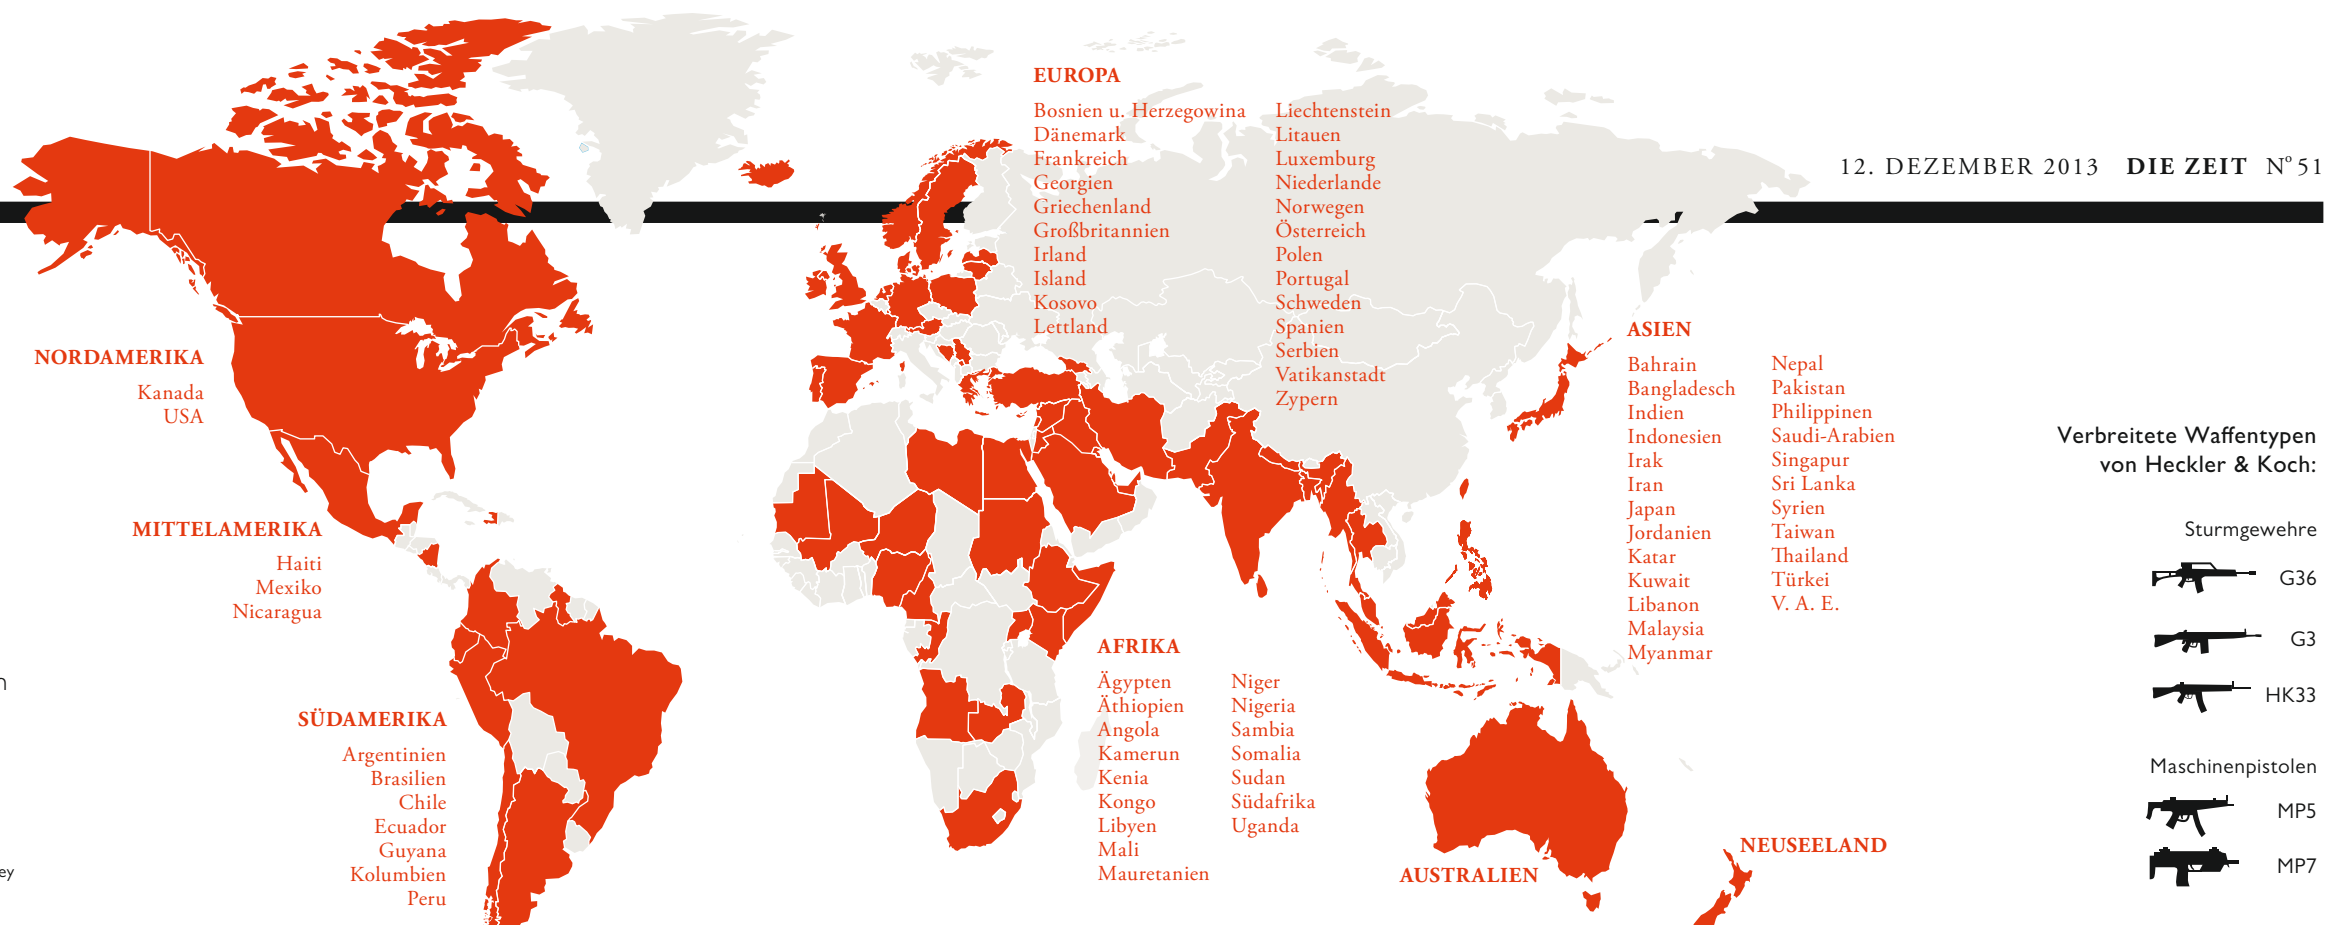 12. DEZEMBER 2013 DIE ZEIT Nº 51
NORDAMERIKA
Kanada
USA
MITTELAMERIKA
Haiti
Mexiko
Nicaragua
SÜDAMERIKA
Argentinien
Brasilien
Chile
Ecuador
Guyana
Kolumbien
Peru
EUROPA
Bosnien u. Herzegowina
Dänemark
Frankreich
Georgien
Griechenland
Großbritannien
Irland
Island
Kosovo
Lettland
Liechtenstein
Litauen
Luxemburg
Niederlande
Norwegen
Österreich
Polen
Portugal
Schweden
Spanien
Serbien
Vatikanstadt
Zypern
AFRIKA
Ägypten
Äthiopien
Angola
Kamerun
Kenia
Kongo
Libyen
Mali
Mauretanien
Niger
Nigeria
Sambia
Somalia
Sudan
Südafrika
Uganda
ASIEN
Bahrain
Bangladesch
Indien
Indonesien
Irak
Iran
Japan
Jordanien
Katar
Kuwait
Libanon
Malaysia
Myanmar
Nepal
Pakistan
Philippinen
Saudi-Arabien
Singapur
Sri Lanka
Syrien
Taiwan
Thailand
Türkei
V. A. E.
AUSTRALIEN
NEUSEELAND
Verbreitete Waffentypen
von Heckler & Koch:
Sturmgewehre
G36
G3
HK33
Maschinenpistolen
MP5
MP7